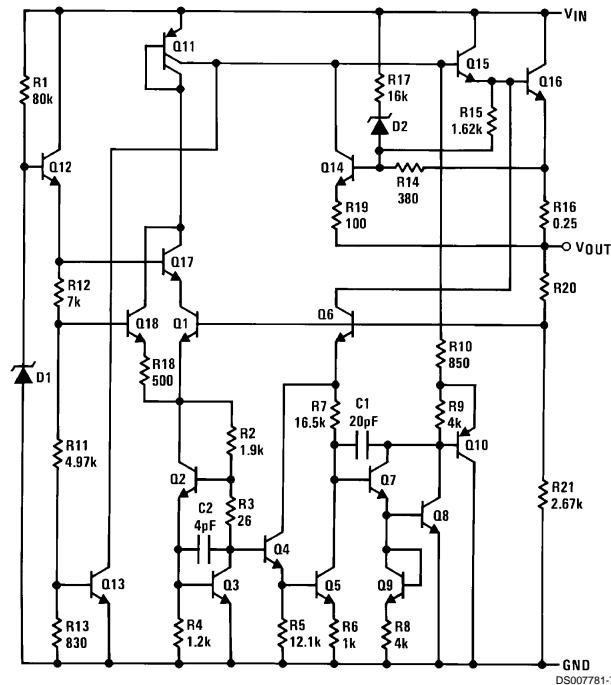 VIN
Q11
R1
80k
R17
16k
Q15
Q16
D2
R15
1.62k
Q12
Q14
R14
380
R19
100
R16
0.25
VOUT
Q17
R12
7k
R20
Q18
Q1
Q6
R18
500
R10
850
D1
R7
16.5k
C1
20pF
R9
4k
Q10
R11
4.97k
R2
1.9k
Q2
R3
26
Q7
R21
2.67k
C2
4pF
Q8
Q4
Q13
Q3
Q5
Q9
R13
830
R4
1.2k
R5
12.1k
R6
1k
R8
4k
GND